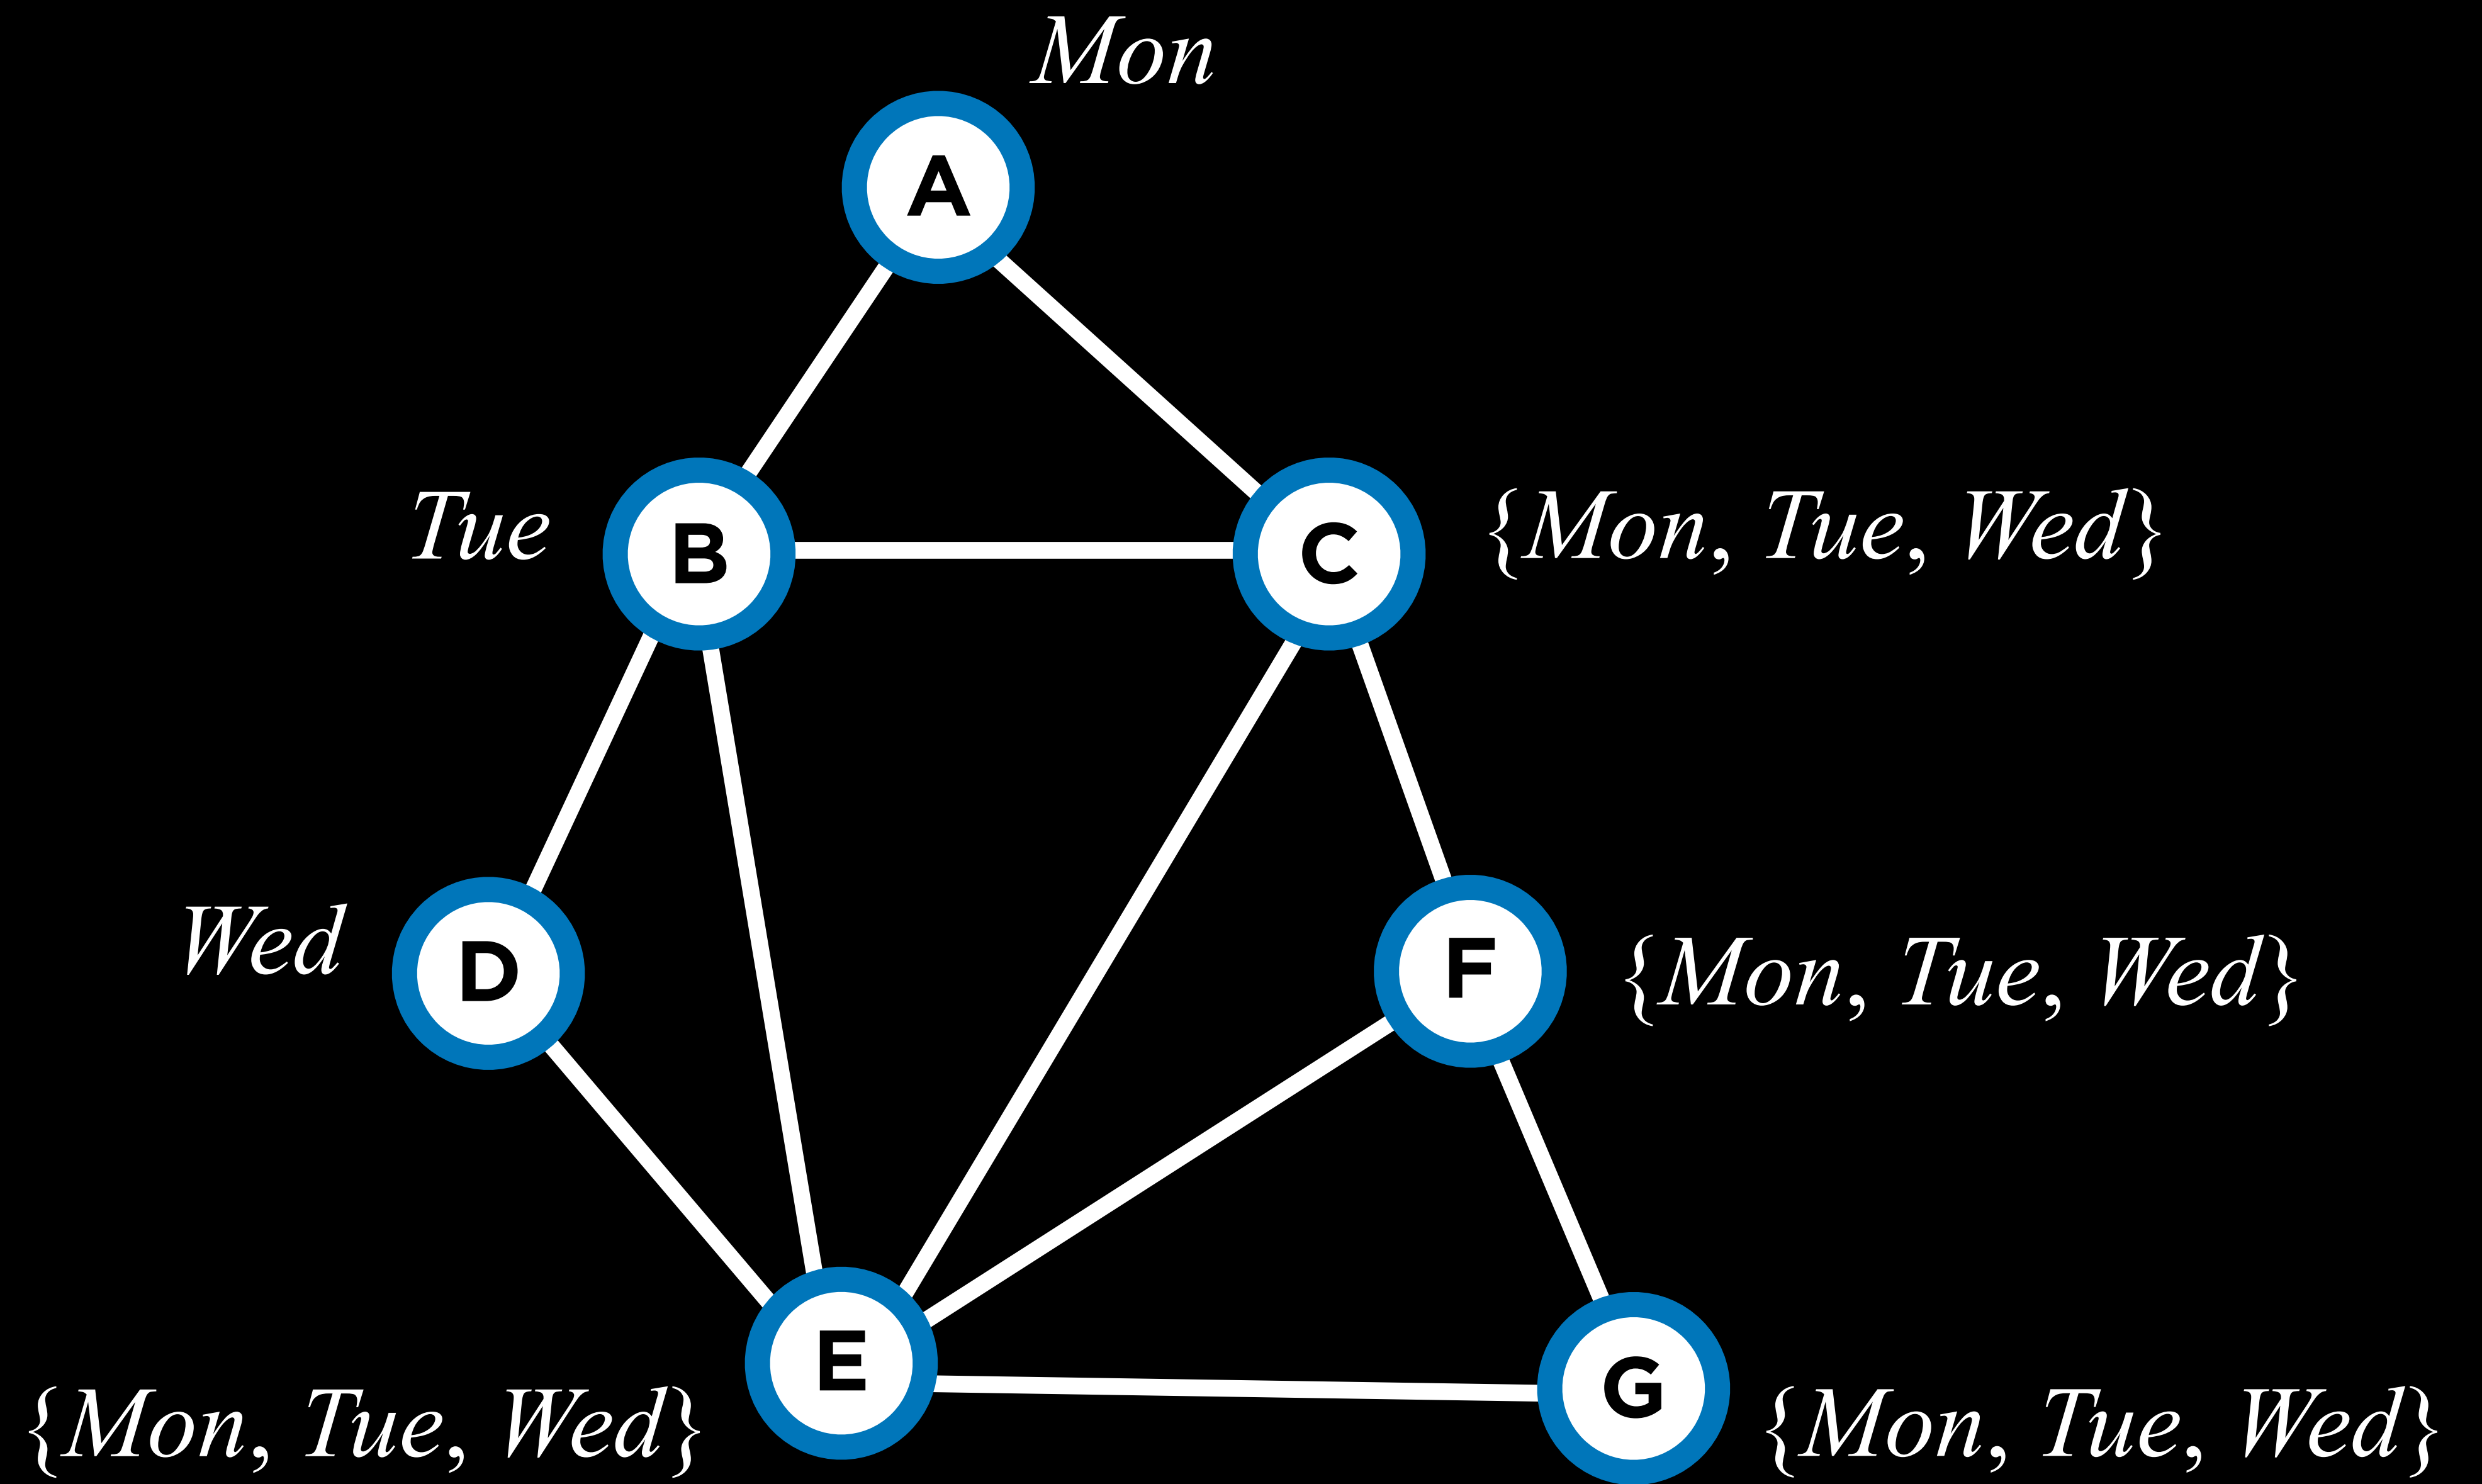 Mon
A
Tue
B
C
{Mon, Tue, Wed}
Wed
D
F
{Mon, Tue, Wed}
{Mon, Tue, Wed}
E
G
{Mon, Tue, Wed}